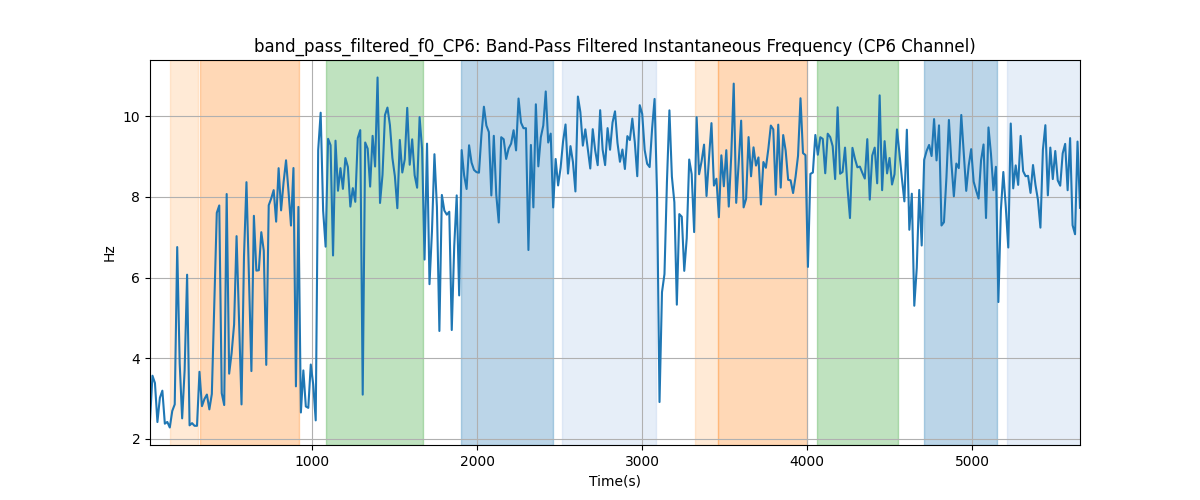 band_pass_filtered_f0_CP6: Band-Pass Filtered Instantaneous Frequency (CP6 Channel)
10
8
6
4
2
Hz
1000 2000 3000 4000 5000
Time(s)